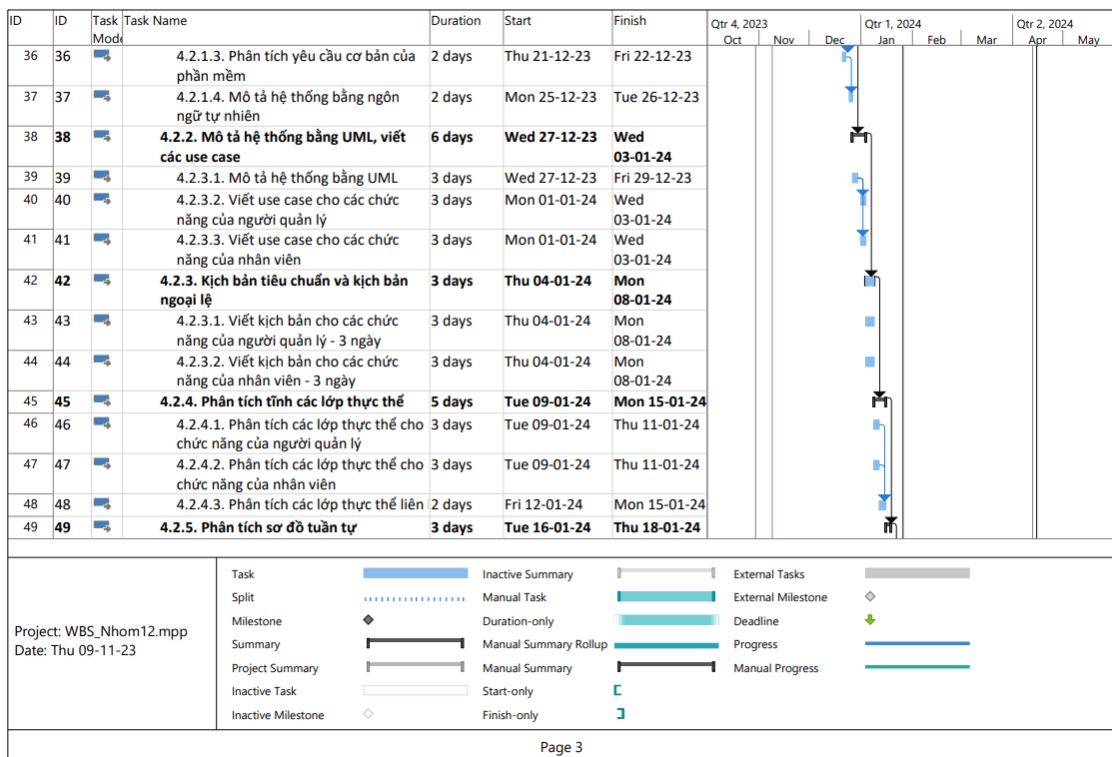 ID ID Task Task Name Duration Start Finish Qtr 4, 2023 Qtr 1, 2024 Qtr 2, 2024
Mode Oct Nov Dec Jan Feb Mar Apr May
36 36 4.2.1.3. Phân tích yêu cầu cơ bản của 2 days Thu 21-12-23 Fri 22-12-23
phần mềm
37 37 4.2.1.4. Mô tả hệ thống bằng ngôn 2 days Mon 25-12-23 Tue 26-12-23
ngữ tự nhiên
38 38 4.2.2. Mô tả hệ thống bằng UML, viết 6 days Wed 27-12-23 Wed
các use case 03-01-24
39 39 4.2.3.1. Mô tả hệ thống bằng UML 3 days Wed 27-12-23 Fri 29-12-23
40 40 4.2.3.2. Viết use case cho các chức 3 days Mon 01-01-24 Wed
năng của người quản lý 03-01-24
41 41 4.2.3.3. Viết use case cho các chức 3 days Mon 01-01-24 Wed
năng của nhân viên 03-01-24
42 42 4.2.3. Kịch bản tiêu chuẩn và kịch bản 3 days Thu 04-01-24 Mon
ngoại lệ 08-01-24
43 43 4.2.3.1. Viết kịch bản cho các chức 3 days Thu 04-01-24 Mon
năng của người quản lý - 3 ngày 08-01-24
44 44 4.2.3.2. Viết kịch bản cho các chức 3 days Thu 04-01-24 Mon
năng của nhân viên - 3 ngày 08-01-24
45 45 4.2.4. Phân tích tĩnh các lớp thực thể 5 days Tue 09-01-24 Mon 15-01-24
46 46 4.2.4.1. Phân tích các lớp thực thể cho 3 days Tue 09-01-24 Thu 11-01-24
chức năng của người quản lý
47 47 4.2.4.2. Phân tích các lớp thực thể cho 3 days Tue 09-01-24 Thu 11-01-24
chức năng của nhân viên
48 48 4.2.4.3. Phân tích các lớp thực thể liên 2 days Fri 12-01-24 Mon 15-01-24
49 49 4.2.5. Phân tích sơ đồ tuần tự 3 days Tue 16-01-24 Thu 18-01-24
Project: WBS_Nhom12.mpp
Date: Thu 09-11-23
Task Inactive Summary External Tasks
Split Manual Task External Milestone
Milestone Duration-only Deadline
Summary Manual Summary Rollup Progress
Project Summary Manual Summary Manual Progress
Inactive Task Start-only
Inactive Milestone Finish-only
Page 3